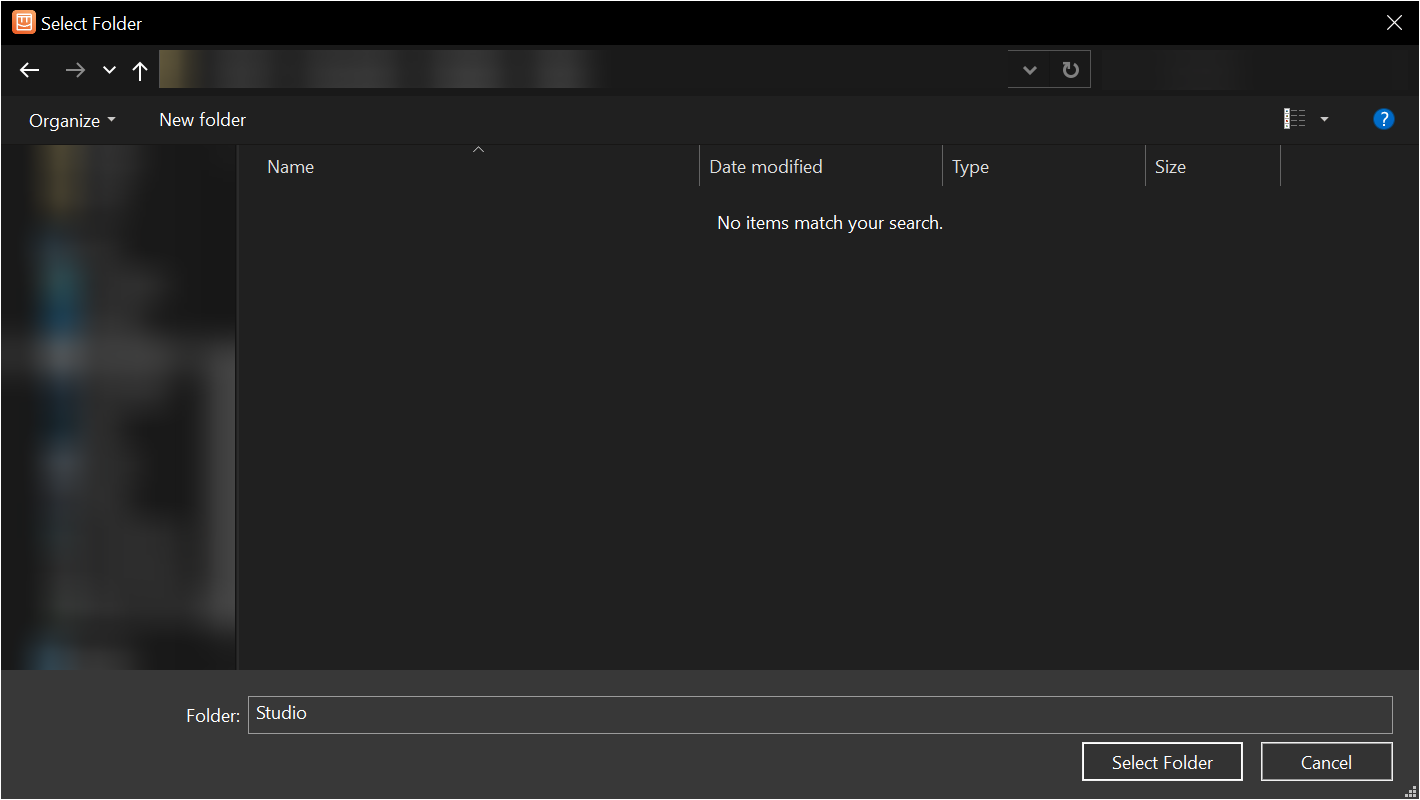 Select Folder
Organize
New folder
?
Name
Date modified
Type
Size
No items match your search.
Folder:
Studio
Select Folder
Cancel